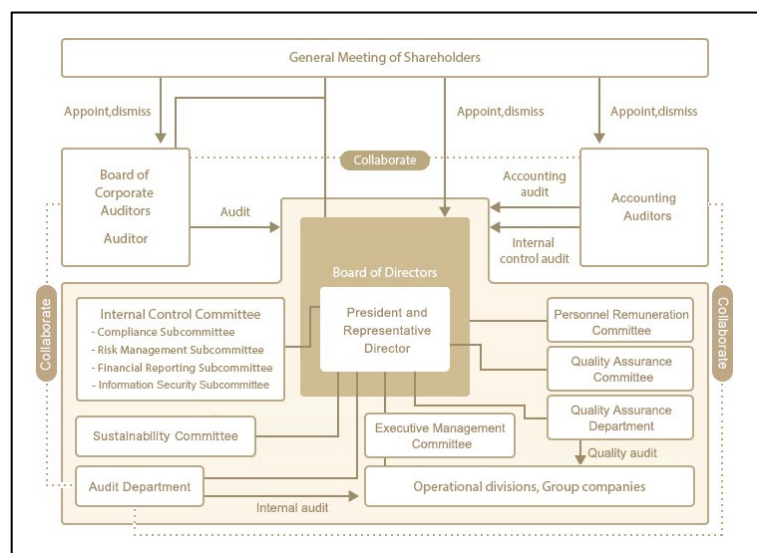 General Meeting of Shareholders
Appoint,dismiss
Appoint,dismiss
Appoint,dismiss
Collaborate
Board of
Corporate
Auditors
Auditor
Audit
Accounting
audit
Internal
control audit
Accounting
Auditors
Collaborate
Collaborate
Board of Directors
President and
Representative
Director
Internal Control Committee
- Compliance Subcommittee
- Risk Management Subcommittee
- Financial Reporting Subcommittee
- Information Security Subcommittee
Personnel Remuneration
Committee
Quality Assurance
Committee
Quality Assurance
Department
Sustainability Committee
Executive Management
Committee
Quality audit
Audit Department
Internal audit
Operational divisions, Group companies